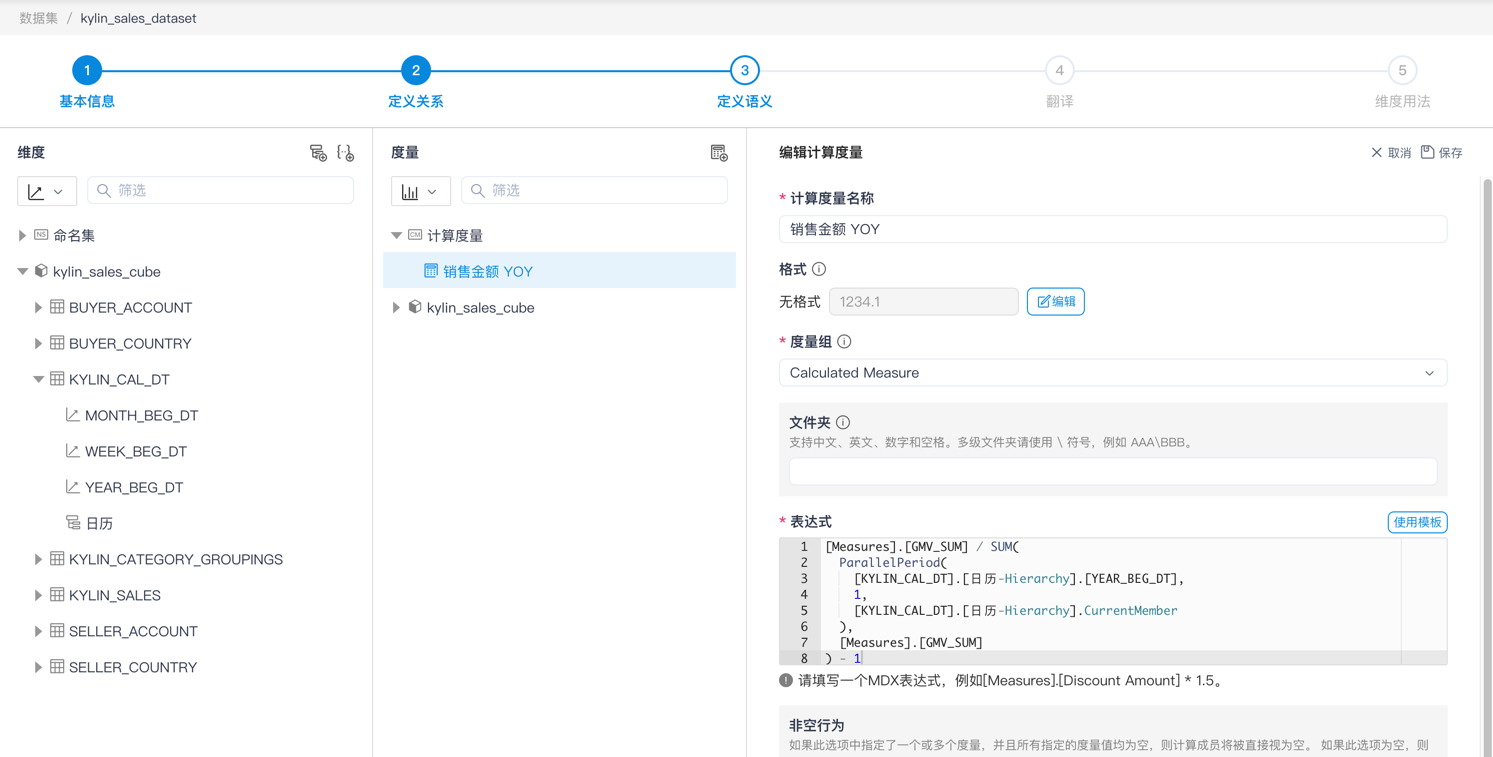 数据集 / kylin_sales_dataset
1 2 3 4 5
基本信息 定义关系 定义语义 翻译 维度用法
维度
筛选
NS 命名集
kylin_sales_cube
BUYER_ACCOUNT
BUYER_COUNTRY
KYLIN_CAL_DT
MONTH_BEG_DT
WEEK_BEG_DT
YEAR_BEG_DT
日历
KYLIN_CATEGORY_GROUPINGS
KYLIN_SALES
SELLER_ACCOUNT
SELLER_COUNTRY
度量
筛选
CM 计算度量
销售金额 YOY
kylin_sales_cube
编辑计算度量 取消 保存
* 计算度量名称
销售金额 YOY
格式
无格式 1234.1 编辑
* 度量组
Calculated Measure
文件夹
支持中文、英文、数字和空格。多级文件夹请使用 \ 符号，例如 AAA\BBB。
* 表达式 使用模板
1 [Measures].[GMV_SUM] / SUM(
2 ParallelPeriod(
3 [KYLIN_CAL_DT].[日历-Hierarchy].[YEAR_BEG_DT],
4 1,
5 [KYLIN_CAL_DT].[日历-Hierarchy].CurrentMember
6 ),
7 [Measures].[GMV_SUM]
8 ) - 1
请填写一个MDX表达式，例如[Measures].[Discount Amount] * 1.5。
非空行为
如果此选项中指定了一个或多个度量，并且所有指定的度量值均为空，则计算成员将被直接视为空。 如果此选项为空，则